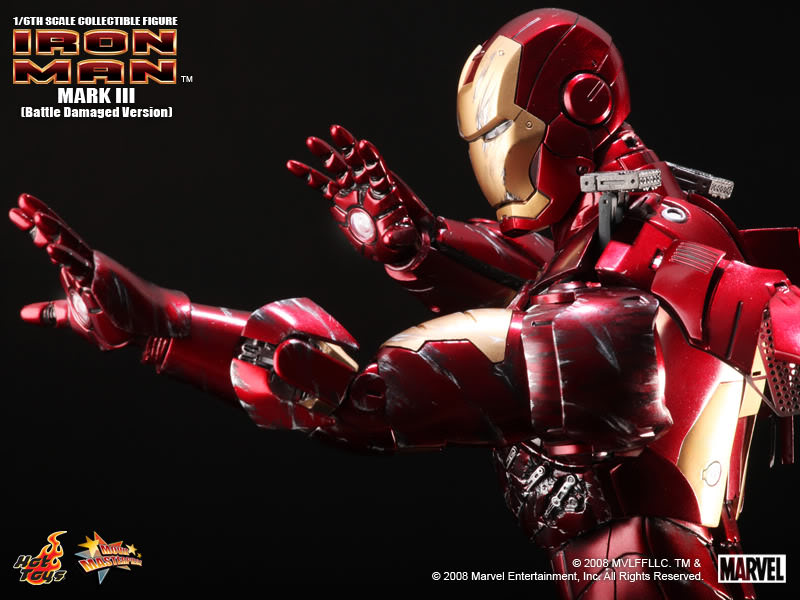 1/6TH SCALE COLLECTIBLE FIGURE
IRON
MAN TM
MARK III
(Battle Damaged Version)
HOT
TOYS
MOVIE
MASTERPIECE
© 2008 MVLFFLLC. TM &
© 2008 Marvel Entertainment, Inc. All Rights Reserved.
MARVEL